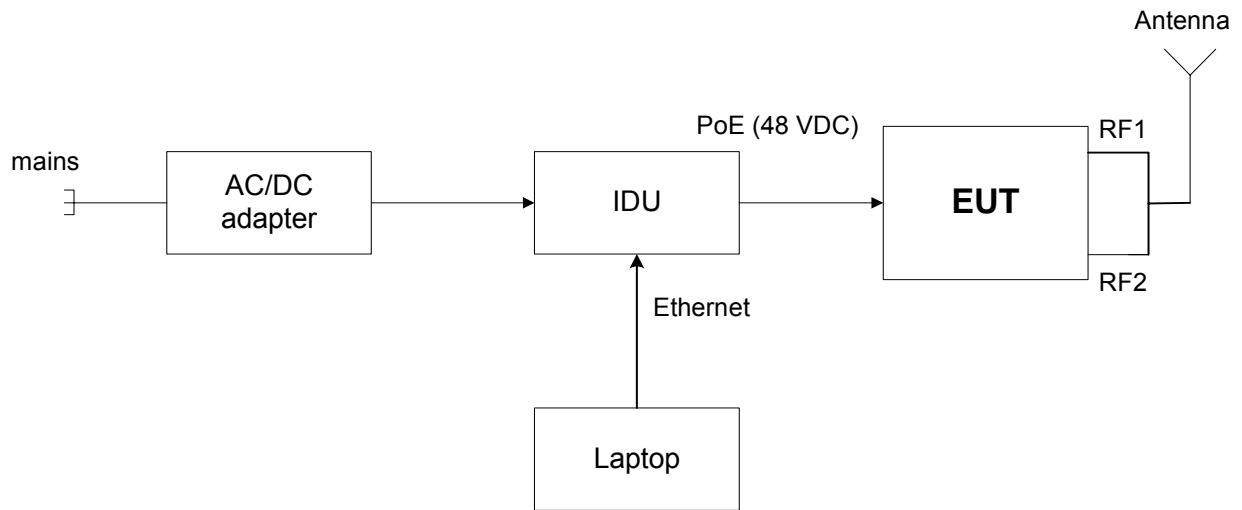 Antenna
PoE (48 VDC)
RF1
mains
AC/DC
adapter
IDU
EUT
RF2
Ethernet
Laptop